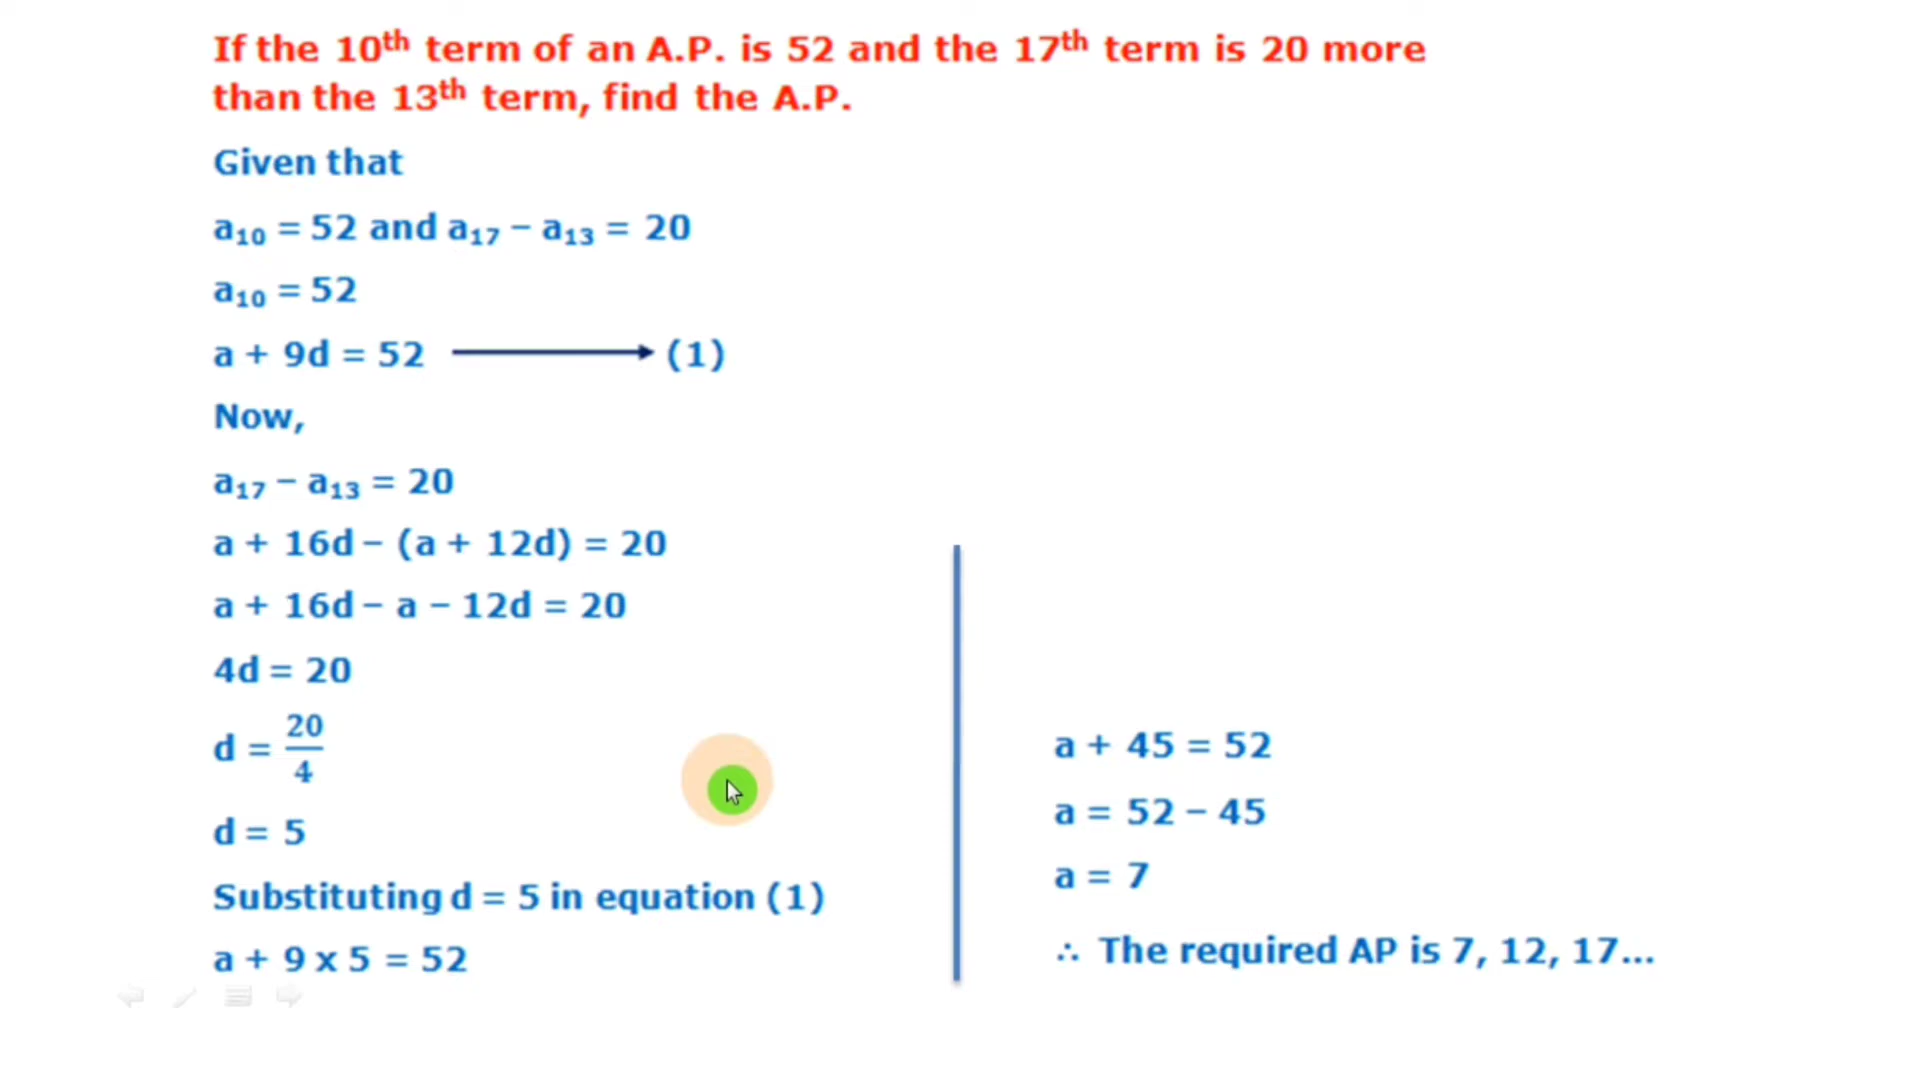 If the 10th term of an A.P. is 52 and the 17th term is 20 more
than the 13th term, find the A.P.
Given that
a₁₀ = 52 and a₁₇ − a₁₃ = 20
a₁₀ = 52
a + 9d = 52 ⟶ (1)
Now,
a₁₇ − a₁₃ = 20
a + 16d − (a + 12d) = 20
a + 16d − a − 12d = 20
4d = 20
d = 20/4
d = 5
Substituting d = 5 in equation (1)
a + 9 x 5 = 52
a + 45 = 52
a = 52 − 45
a = 7
∴ The required AP is 7, 12, 17...